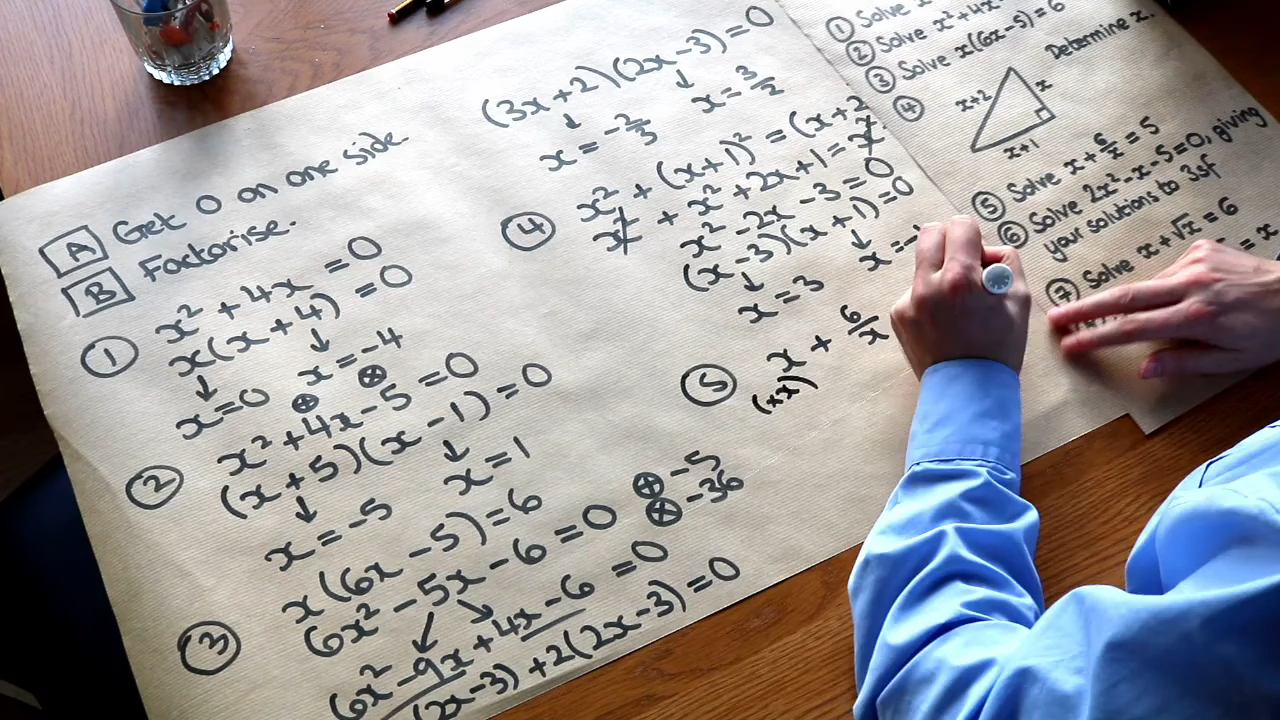 A Get 0 on one side.
B Factorise.
① x² + 4x = 0
x(x + 4) = 0
↓ ↓
x = 0 x = -4
② x² + 4x - 5 = 0 ⊕ ⊗
(x + 5)(x - 1) = 0
↓ ↓
x = -5 x = 1
③ x(6x - 5) = 6
6x² - 5x - 6 = 0 ⊕ -5
⊗ -36
6x² - 9x + 4x - 6 = 0
(2x - 3) + 2(2x - 3) = 0
(3x + 2)(2x - 3) = 0
↓ ↓
x = -2/3 x = 3/2
④ x² + (x + 1)² = (x + 2
x² + x² + 2x + 1 = x²
x² - 2x - 3 = 0
(x - 3)(x + 1) = 0
↓ ↓
x = 3 x = -
⑤ x + 6/x
(×x)
① Solve x
② Solve x² + 4x
③ Solve x(6x - 5) = 6
④ Determine x.
x+2 x
x+1
⑤ Solve x + 6/x = 5
⑥ Solve 2x² - x - 5 = 0, giving
your solutions to 3sf
⑦ Solve x + √x = 6
= x